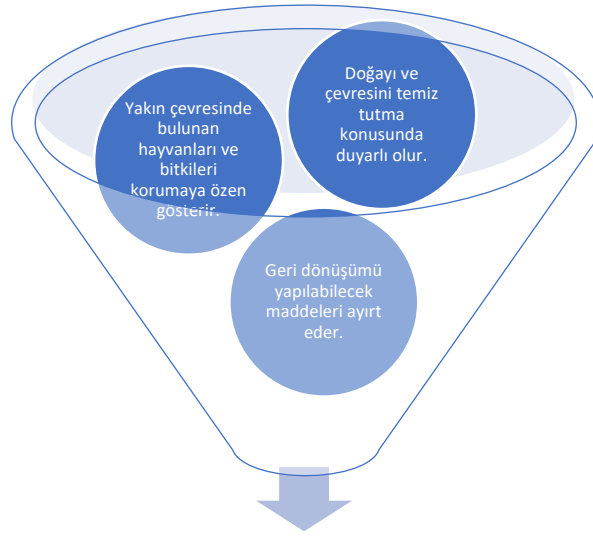 Yakın çevresinde
bulunan
hayvanları ve
bitkileri
korumaya özen
gösterir.
Doğayı ve
çevresini temiz
tutma
konusunda
duyarlı olur.
Geri dönüşümü
yapılabilecek
maddeleri ayırt
eder.